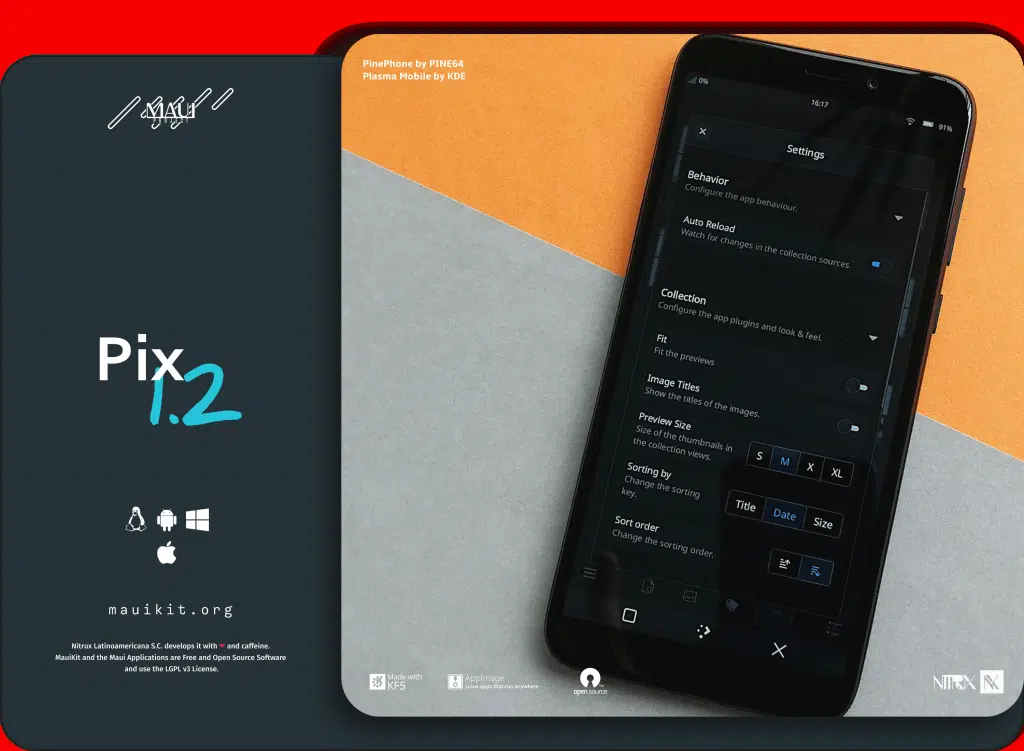 MAUI
PROJECT
Pix
1.2
mauikit.org
Nitrux Latinoamericana S.C. develops it with ♥ and caffeine.
MauiKit and the Maui Applications are Free and Open Source Software
and use the LGPL v3 License.
PinePhone by PINE64
Plasma Mobile by KDE
0%
16:17
91%
Settings
Behavior
Configure the app behaviour.
Auto Reload
Watch for changes in the collection sources.
Collection
Configure the app plugins and look & feel.
Fit
Fit the previews
Image Titles
Show the titles of the images.
Preview Size
Size of the thumbnails in
the collection views.
S M X XL
Sorting by
Change the sorting
key.
Title Date Size
Sort order
Change the sorting order.
Made with
KF5
AppImage
Linux apps that run anywhere
open source
NITRUX